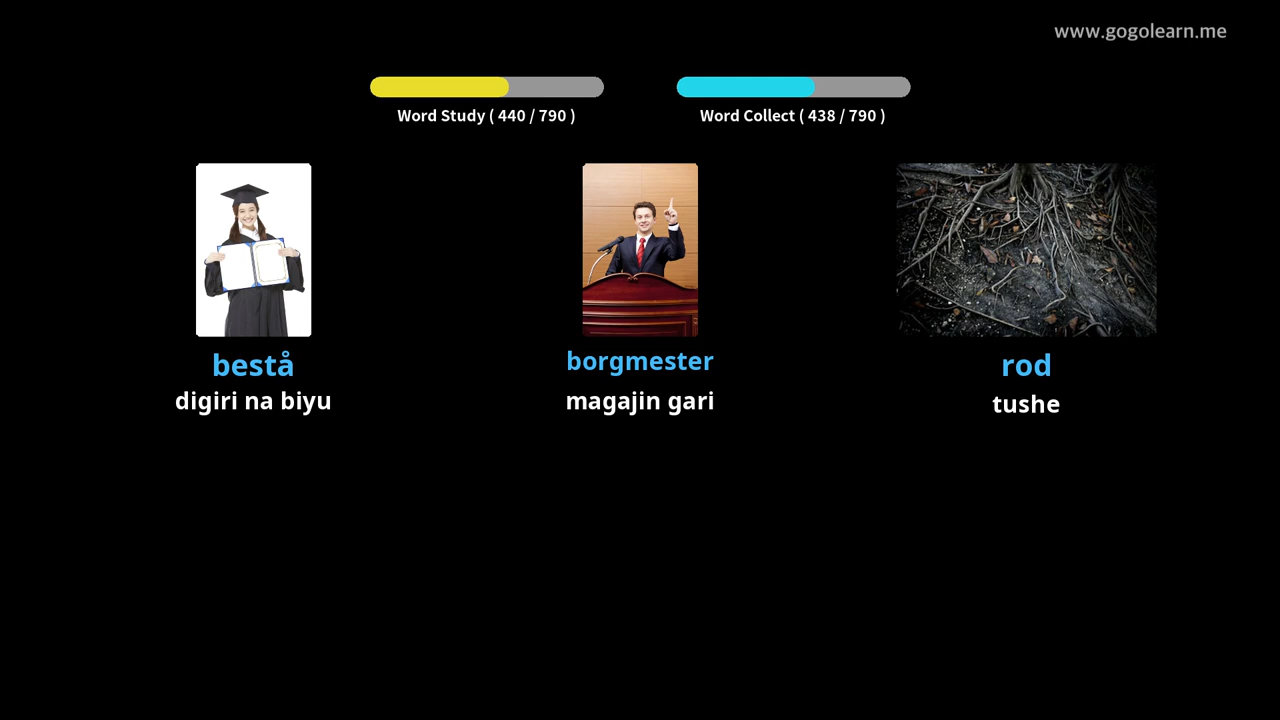 www.gogolearn.me
Word Study ( 440 / 790 )
Word Collect ( 438 / 790 )
bestå
digiri na biyu
borgmester
magajin gari
rod
tushe